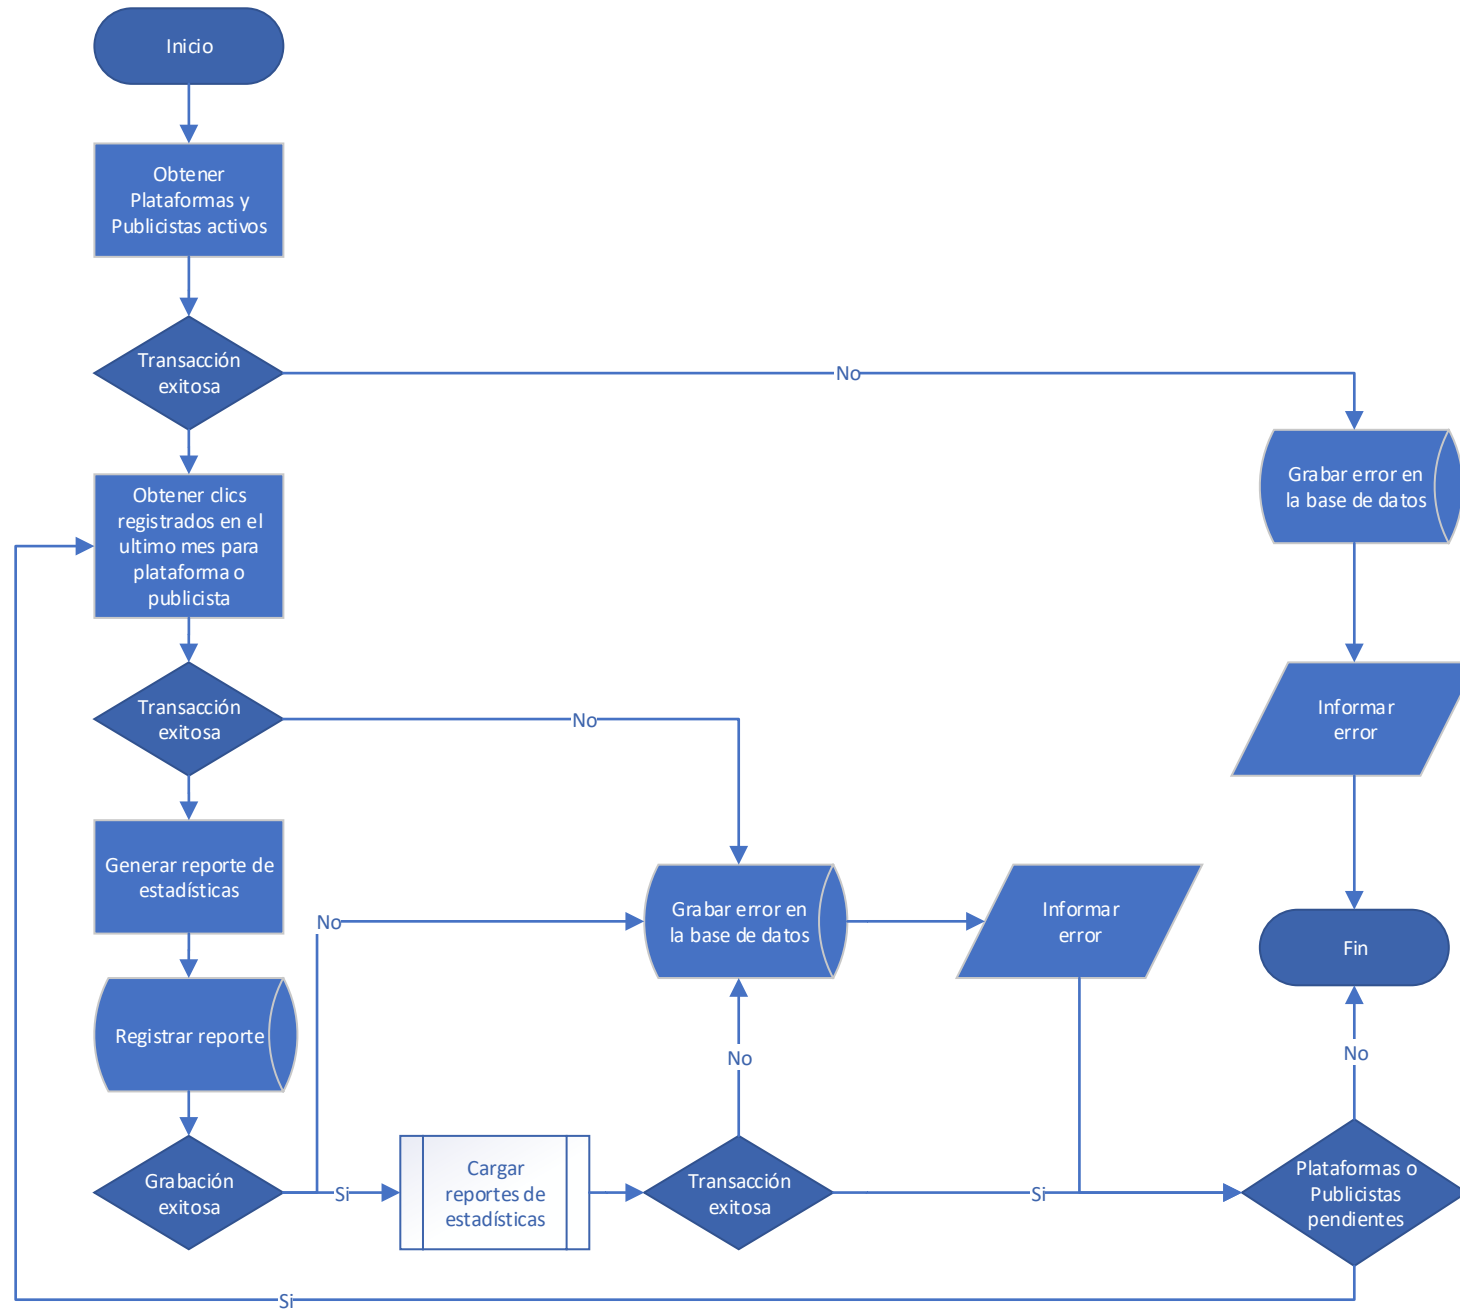 Inicio
Obtener
Plataformas y
Publicistas activos
Transacción
exitosa
No
Grabar error en
la base de datos
Obtener clics
registrados en el
ultimo mes para
plataforma o
publicista
Transacción
exitosa
No
Informar
error
Generar reporte de
estadísticas
No
Grabar error en
la base de datos
Informar
error
Fin
Registrar reporte
No
No
Grabación
exitosa
Si
Cargar
reportes de
estadísticas
Transacción
exitosa
Si
Plataformas o
Publicistas
pendientes
Si